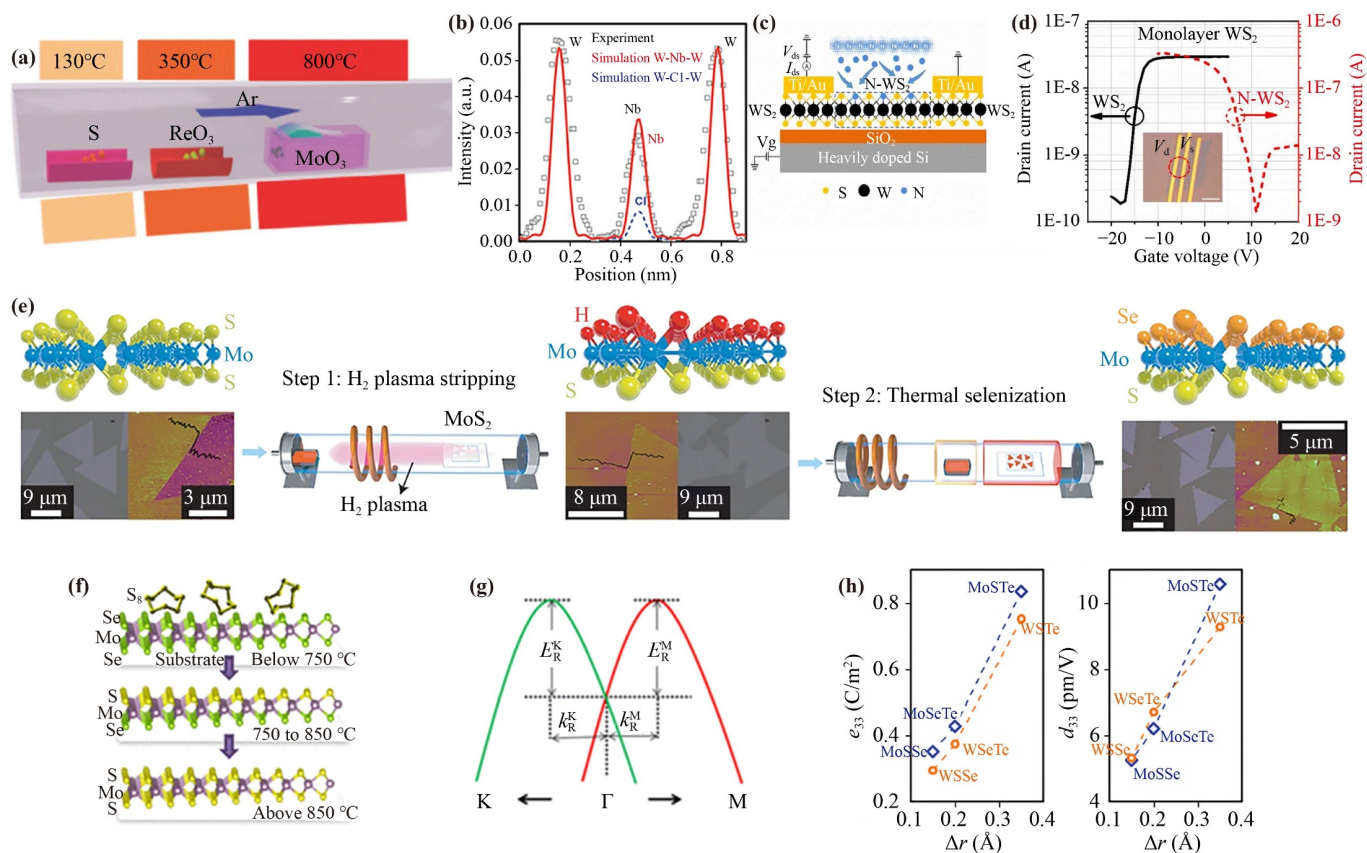 (a)
130°C
350°C
800°C
Ar
S
ReO3
MoO3
(b)
Intensity (a.u.)
0.06
0.05
0.04
0.03
0.02
0.01
0.00
W
Experiment
Simulation W-Nb-W
Simulation W-C1-W
W
Nb
Nb
Cl
0.0 0.2 0.4 0.6 0.8
Position (nm)
(c)
Vds
Ids
Ti/Au
N-WS2
Ti/Au
WS2
WS2
SiO2
Vg
Heavily doped Si
S W N
(d)
Drain current (A)
1E-7
1E-8
1E-9
1E-10
Monolayer WS2
WS2
N-WS2
Vd
Vs
1E-6
1E-7
1E-8
1E-9
Drain current (A)
−20 −10 0 10 20
Gate voltage (V)
(e)
S
Mo
S
9 μm
3 μm
Step 1: H2 plasma stripping
MoS2
H2 plasma
H
Mo
S
8 μm
9 μm
Step 2: Thermal selenization
Se
Mo
S
9 μm
5 μm
(f)
S8
Se
Mo
Se
Substrate
Below 750 °C
S
Mo
Se
750 to 850 °C
S
Mo
S
Above 850 °C
(g)
E_R^K
E_R^M
k_R^K
k_R^M
K
Γ
M
(h)
e33 (C/m2)
0.8
0.6
0.4
0.2
MoSTe
WSTe
MoSeTe
MoSSe
WSeTe
WSSe
0.1 0.2 0.3 0.4
Δr (Å)
d33 (pm/V)
10
8
6
4
MoSTe
WSTe
WSeTe
WSSe
MoSeTe
MoSSe
0.1 0.2 0.3 0.4
Δr (Å)